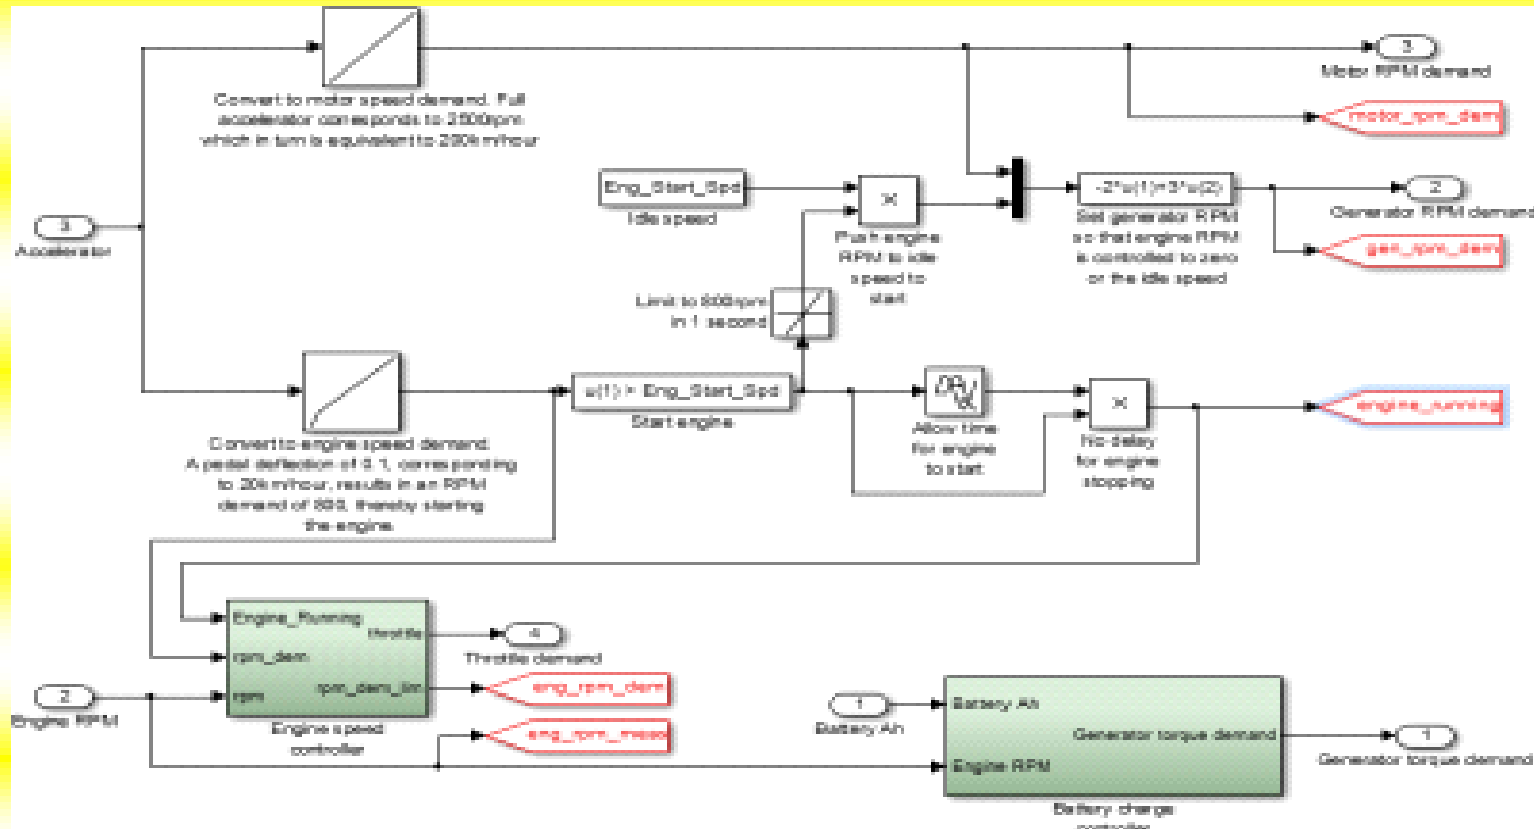 3
Motor RPM demand
Convert to motor speed demand. Full
accelerator corresponds to 2500rpm
which in turn is equivalent to 200km/hour
motor_rpm_dem
Eng_Start_Spd
Idle speed
×
Push engine
RPM to idle
speed to
start
-2*u(1)+3*u(2)
Set generator RPM
so that engine RPM
is controlled to zero
or the idle speed
2
Generator RPM demand
gen_rpm_dem
3
Accelerator
Limit to 800rpm
in 1 second
u(1) > Eng_Start_Spd
Start engine
Allow time
for engine
to start
×
No delay
for engine
stopping
engine_running
Convert to engine speed demand.
A pedal deflection of 0.1, corresponding
to 20km/hour, results in an RPM
demand of 800, thereby starting
the engine.
Engine_Running
throttle
rpm_dem
rpm_dem_lim
rpm
Engine speed
controller
4
Throttle demand
eng_rpm_dem
eng_rpm_meas
2
Engine RPM
1
Battery Ah
Battery Ah
Generator torque demand
Engine RPM
Battery charge
controller
1
Generator torque demand